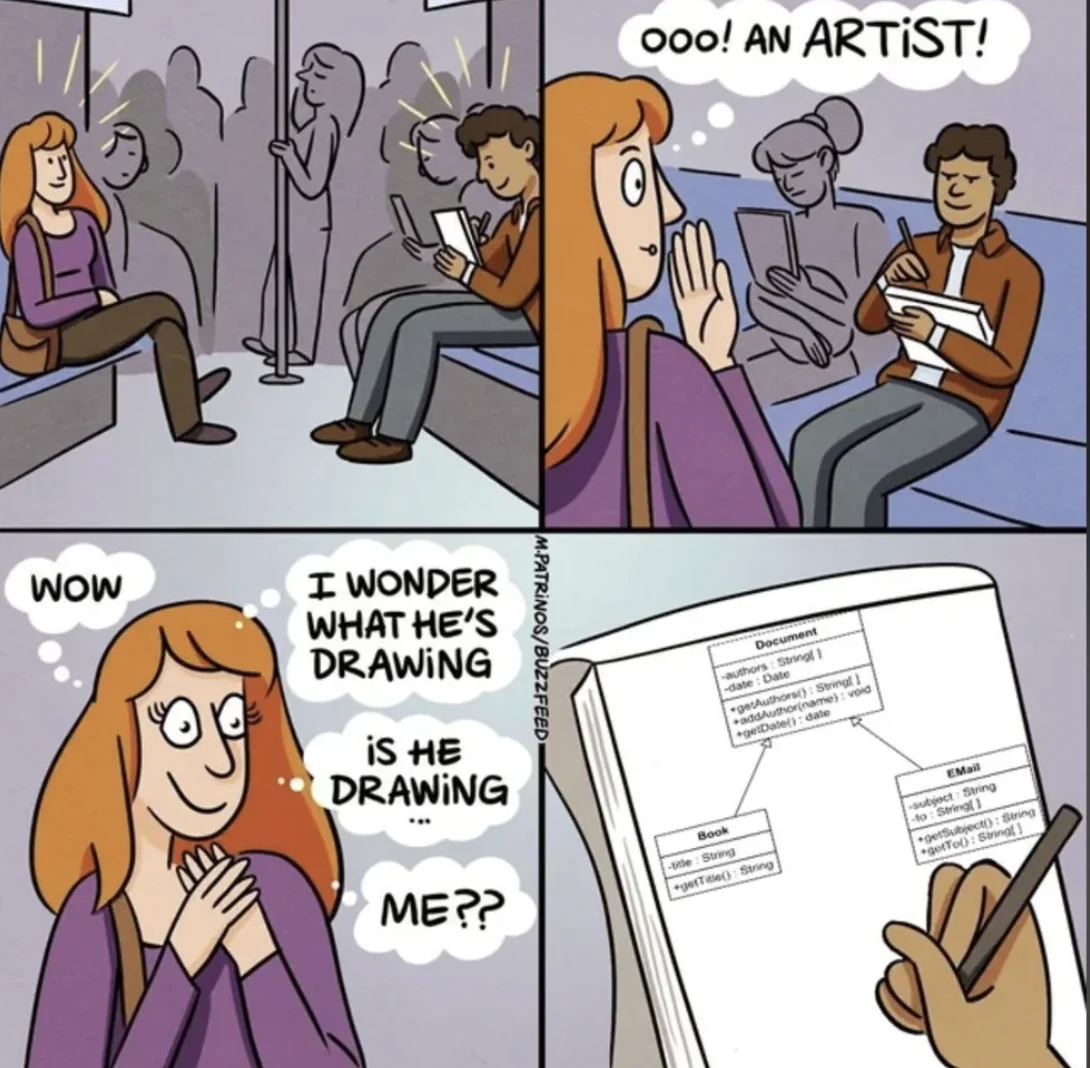 OOO! AN ARTiST!
WOW
I WONDER
WHAT HE'S
DRAWiNG
iS HE
DRAWiNG
...
ME??
M.PATRiNOS/BUZZFEED
Document
-authors : String[ ]
-date : Date
+getAuthors() : String[ ]
+addAuthor(name) : void
+getDate() : date
Book
-title : String
+getTitle() : String
EMail
-subject : String
-to : String[ ]
+getSubject() : String
+getTo() : String[ ]